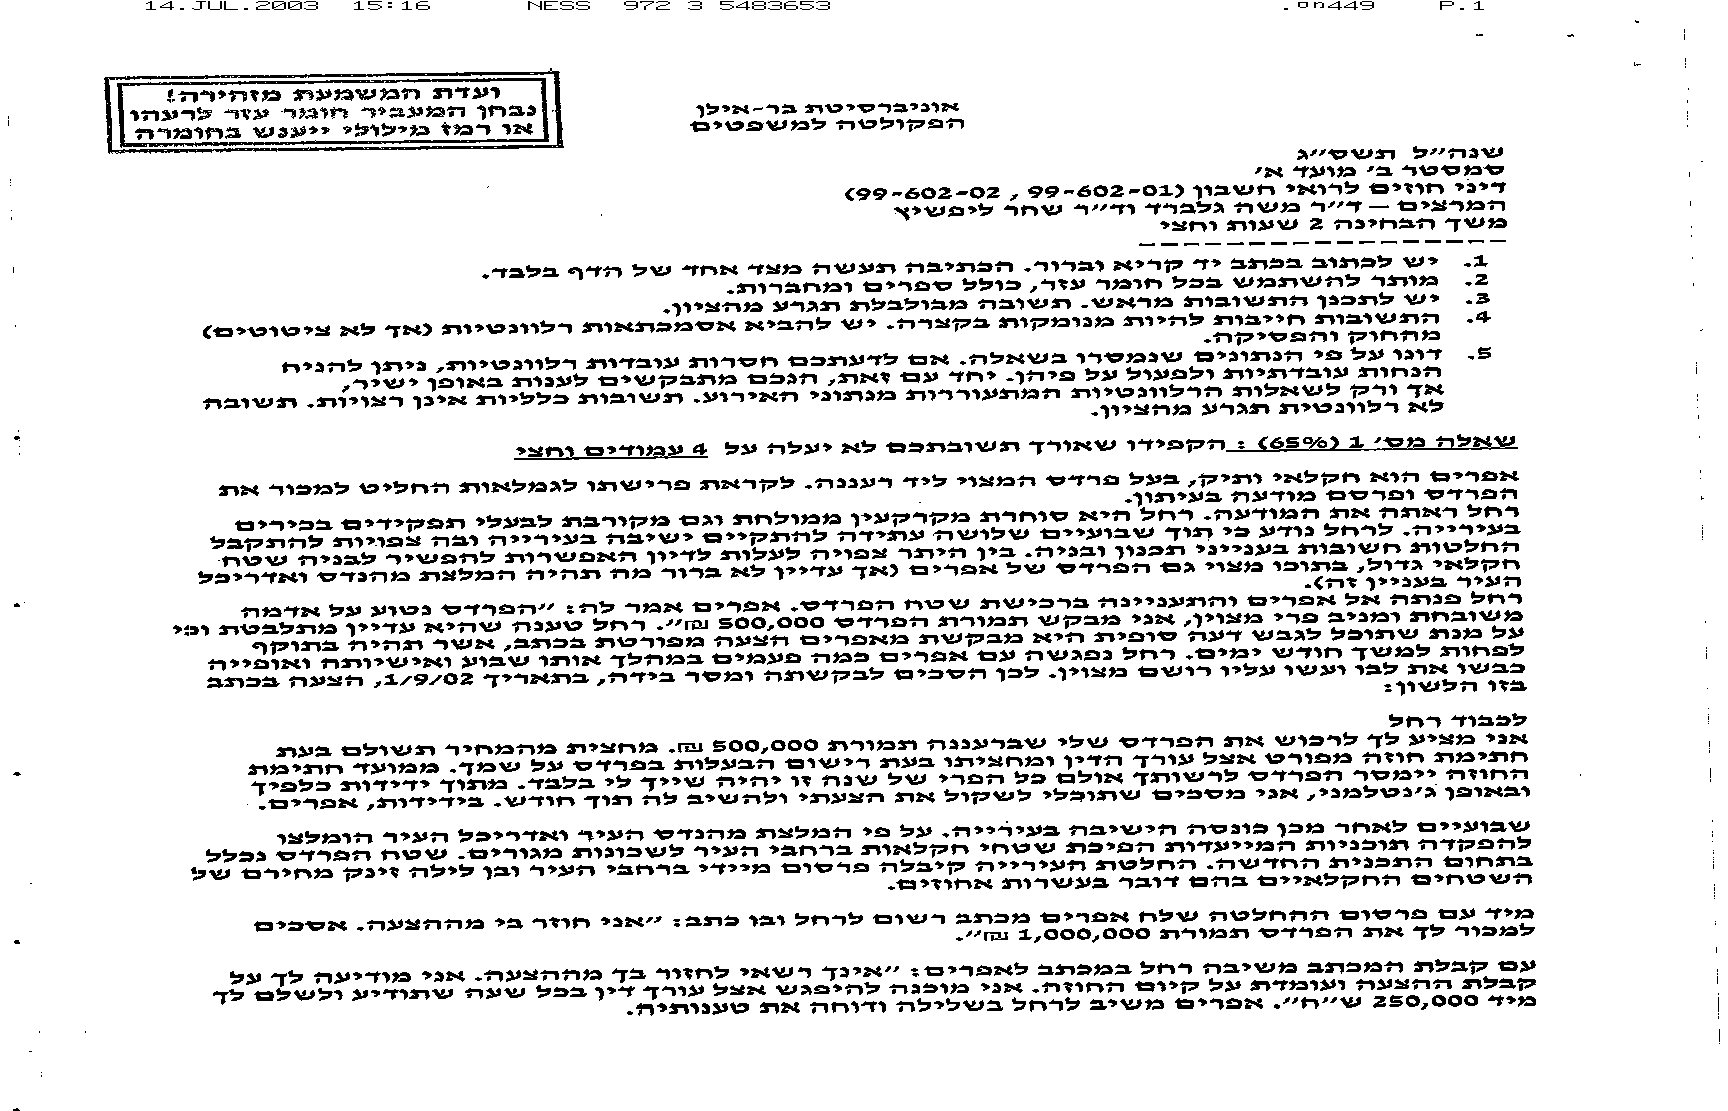 14.JUL.2003 15:16 NESS 972 3 5483653 .on449 P.1
ועדת המשמעת מזהירה!
נבחן המעביר חומר עזר לרעהו
או רמז מילולי ייענש בחומרה
אוניברסיטת בר-אילן
הפקולטה למשפטים
שנה"ל תשס"ג
סמסטר ב' מועד א'
דיני חוזים לרואי חשבון (99-602-01 , 99-602-02)
המרצים – ד"ר משה גלברד וד"ר שחר ליפשיץ
משך הבחינה 2 שעות וחצי
1. יש לכתוב בכתב יד קריא וברור. הכתיבה תעשה מצד אחד של הדף בלבד.
2. מותר להשתמש בכל חומר עזר, כולל ספרים ומחברות.
3. יש לתכנן התשובות מראש. תשובה מבולבלת תגרע מהציון.
4. התשובות חייבות להיות מנומקות בקצרה. יש להביא אסמכתאות רלוונטיות (אך לא ציטוטים)
מהחוק והפסיקה.
5. דונו על פי הנתונים שנמסרו בשאלה. אם לדעתכם חסרות עובדות רלוונטיות, ניתן להניח
הנחות עובדתיות ולפעול על פיהן. יחד עם זאת, הנכם מתבקשים לענות באופן ישיר,
אך ורק לשאלות הרלוונטיות המתעוררות מנתוני האירוע. תשובות כלליות אינן רצויות. תשובה
לא רלוונטית תגרע מהציון.
שאלה מס' 1 (65%) : הקפידו שאורך תשובתכם לא יעלה על 4 עמודים וחצי
אפרים הוא חקלאי ותיק, בעל פרדס המצוי ליד רעננה. לקראת פרישתו לגמלאות החליט למכור את
הפרדס ופרסם מודעה בעיתון.
רחל ראתה את המודעה. רחל היא סוחרת מקרקעין ממולחת וגם מקורבת לבעלי תפקידים בכירים
בעירייה. לרחל נודע כי תוך שבועיים שלושה עתידה להתקיים ישיבה בעירייה ובה צפויות להתקבל
החלטות חשובות בענייני תכנון ובניה. בין היתר צפויה לעלות לדיון האפשרות להפשיר לבניה שטח
חקלאי גדול, בתוכו מצוי גם הפרדס של אפרים (אך עדיין לא ברור מה תהיה המלצת מהנדס ואדריכל
העיר בעניין זה).
רחל פנתה אל אפרים והתעניינה ברכישת שטח הפרדס. אפרים אמר לה: "הפרדס נטוע על אדמה
משובחת ומניב פרי מצוין, אני מבקש תמורת הפרדס 500,000 ₪". רחל טענה שהיא עדיין מתלבטת וכי
על מנת שתוכל לגבש דעה סופית היא מבקשת מאפרים הצעה מפורטת בכתב, אשר תהיה בתוקף
לפחות למשך חודש ימים. רחל נפגשה עם אפרים כמה פעמים במהלך אותו שבוע ואישיותה ואופייה
כבשו את לבו ועשו עליו רושם מצוין. לכן הסכים לבקשתה ומסר בידה, בתאריך 1/9/02, הצעה בכתב
בזו הלשון:
לכבוד רחל
אני מציע לך לרכוש את הפרדס שלי שברעננה תמורת 500,000 ₪. מחצית מהמחיר תשולם בעת
חתימת חוזה מפורט אצל עורך הדין ומחציתו בעת רישום הבעלות בפרדס על שמך. ממועד חתימת
החוזה יימסר הפרדס לרשותך אולם כל הפרי של שנה זו יהיה שייך לי בלבד. מתוך ידידות כלפיך
ובאופן ג'נטלמני, אני מסכים שתוכלי לשקול את הצעתי ולהשיב לה תוך חודש. בידידות, אפרים.
שבועיים לאחר מכן כונסה הישיבה בעירייה. על פי המלצת מהנדס העיר ואדריכל העיר הומלצו
להפקדה תוכניות המייעדות הפיכת שטחי חקלאות ברחבי העיר לשכונות מגורים. שטח הפרדס נכלל
בתחום התכנית החדשה. החלטת העירייה קיבלה פרסום מיידי ברחבי העיר ובן לילה זינק מחירם של
השטחים החקלאיים בהם דובר בעשרות אחוזים.
מיד עם פרסום ההחלטה שלח אפרים מכתב רשום לרחל ובו כתב: "אני חוזר בי מההצעה. אסכים
למכור לך את הפרדס תמורת 1,000,000 ₪".
עם קבלת המכתב משיבה רחל במכתב לאפרים: "אינך רשאי לחזור בך מההצעה. אני מודיעה לך על
קבלת ההצעה ועומדת על קיום החוזה. אני מוכנה להיפגש אצל עורך דין בכל שעה שתודיע ולשלם לך
מיד 250,000 ש"ח". אפרים משיב לרחל בשלילה ודוחה את טענותיה.